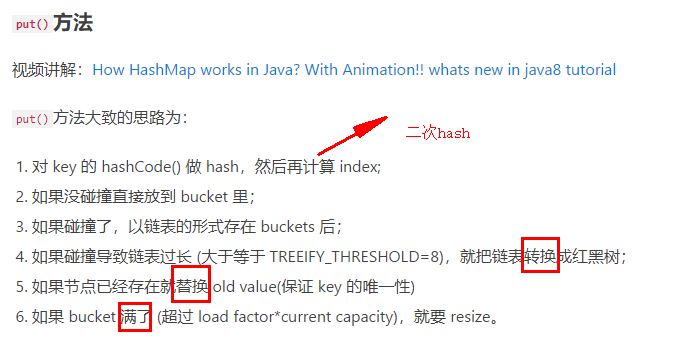 put()方法
视频讲解：How HashMap works in Java? With Animation!! whats new in java8 tutorial
put()方法大致的思路为：
二次hash
1. 对 key 的 hashCode() 做 hash，然后再计算 index;
2. 如果没碰撞直接放到 bucket 里；
3. 如果碰撞了，以链表的形式存在 buckets 后；
4. 如果碰撞导致链表过长 (大于等于 TREEIFY_THRESHOLD=8)，就把链表转换成红黑树；
5. 如果节点已经存在就替换 old value(保证 key 的唯一性)
6. 如果 bucket 满了 (超过 load factor*current capacity)，就要 resize。